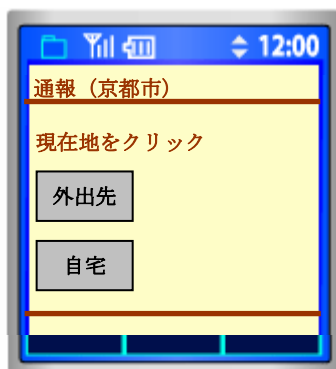 12:00
通報（京都市）
現在地をクリック
外出先
自宅